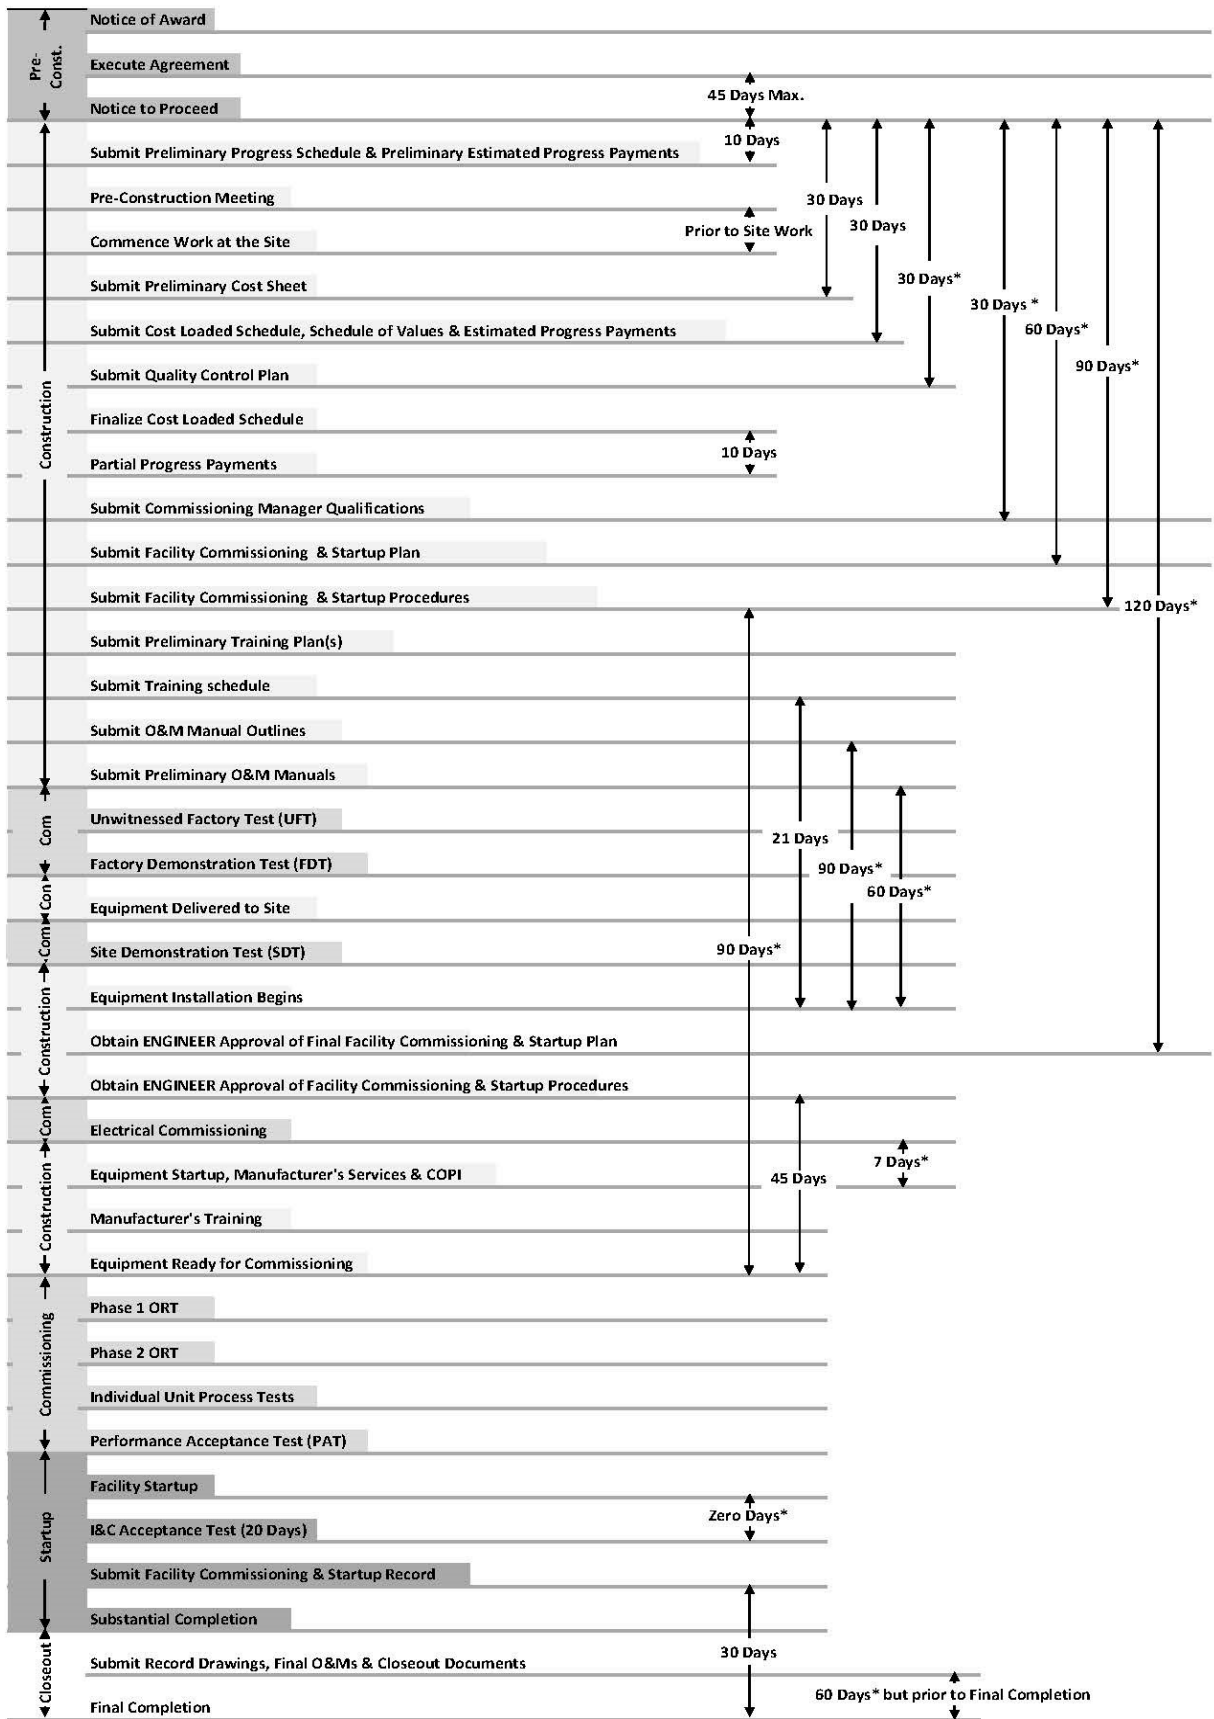 Pre-
Const.
Notice of Award
Execute Agreement
45 Days Max.
Notice to Proceed
10 Days
Submit Preliminary Progress Schedule & Preliminary Estimated Progress Payments
Pre-Construction Meeting
30 Days
30 Days
Prior to Site Work
Commence Work at the Site
30 Days*
Submit Preliminary Cost Sheet
30 Days *
60 Days*
Submit Cost Loaded Schedule, Schedule of Values & Estimated Progress Payments
90 Days*
Submit Quality Control Plan
Construction
Finalize Cost Loaded Schedule
10 Days
Partial Progress Payments
Submit Commissioning Manager Qualifications
Submit Facility Commissioning & Startup Plan
Submit Facility Commissioning & Startup Procedures
120 Days*
Submit Preliminary Training Plan(s)
Submit Training schedule
Submit O&M Manual Outlines
Submit Preliminary O&M Manuals
Com
Unwitnessed Factory Test (UFT)
21 Days
Factory Demonstration Test (FDT)
90 Days*
60 Days*
Con
Equipment Delivered to Site
Com
Site Demonstration Test (SDT)
90 Days*
Construction
Equipment Installation Begins
Obtain ENGINEER Approval of Final Facility Commissioning & Startup Plan
Obtain ENGINEER Approval of Facility Commissioning & Startup Procedures
Com
Electrical Commissioning
7 Days*
Construction
Equipment Startup, Manufacturer's Services & COPI
45 Days
Manufacturer's Training
Equipment Ready for Commissioning
Commissioning
Phase 1 ORT
Phase 2 ORT
Individual Unit Process Tests
Performance Acceptance Test (PAT)
Startup
Facility Startup
Zero Days*
I&C Acceptance Test (20 Days)
Submit Facility Commissioning & Startup Record
Substantial Completion
Closeout
30 Days
Submit Record Drawings, Final O&Ms & Closeout Documents
60 Days* but prior to Final Completion
Final Completion